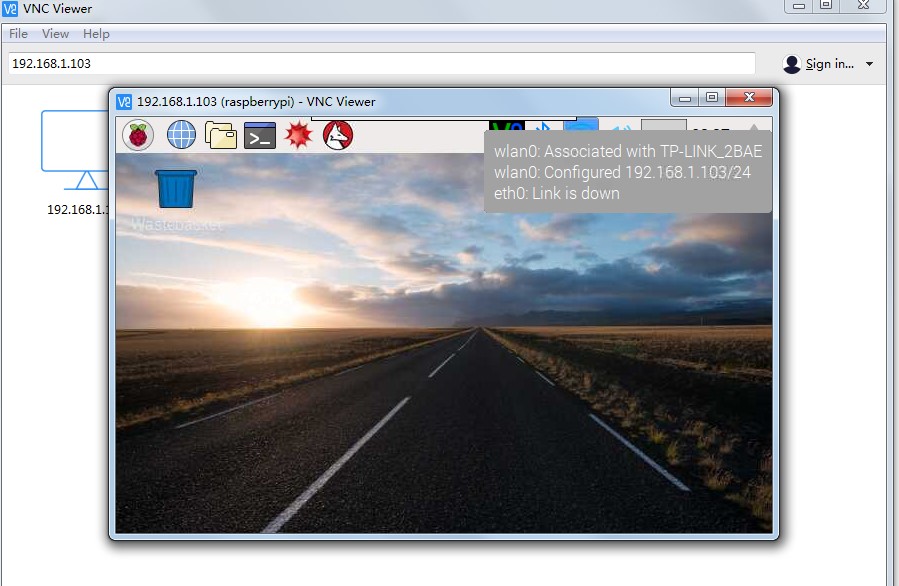 VNC Viewer
File View Help
192.168.1.103
Sign in...
192.168.1.103 (raspberrypi) - VNC Viewer
wlan0: Associated with TP-LINK_2BAE
wlan0: Configured 192.168.1.103/24
eth0: Link is down
Wastebasket
192.168.1.1